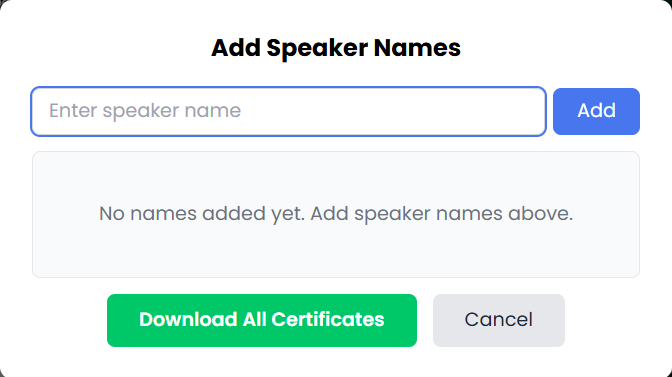 Add Speaker Names
Enter speaker name
Add
No names added yet. Add speaker names above.
Download All Certificates
Cancel